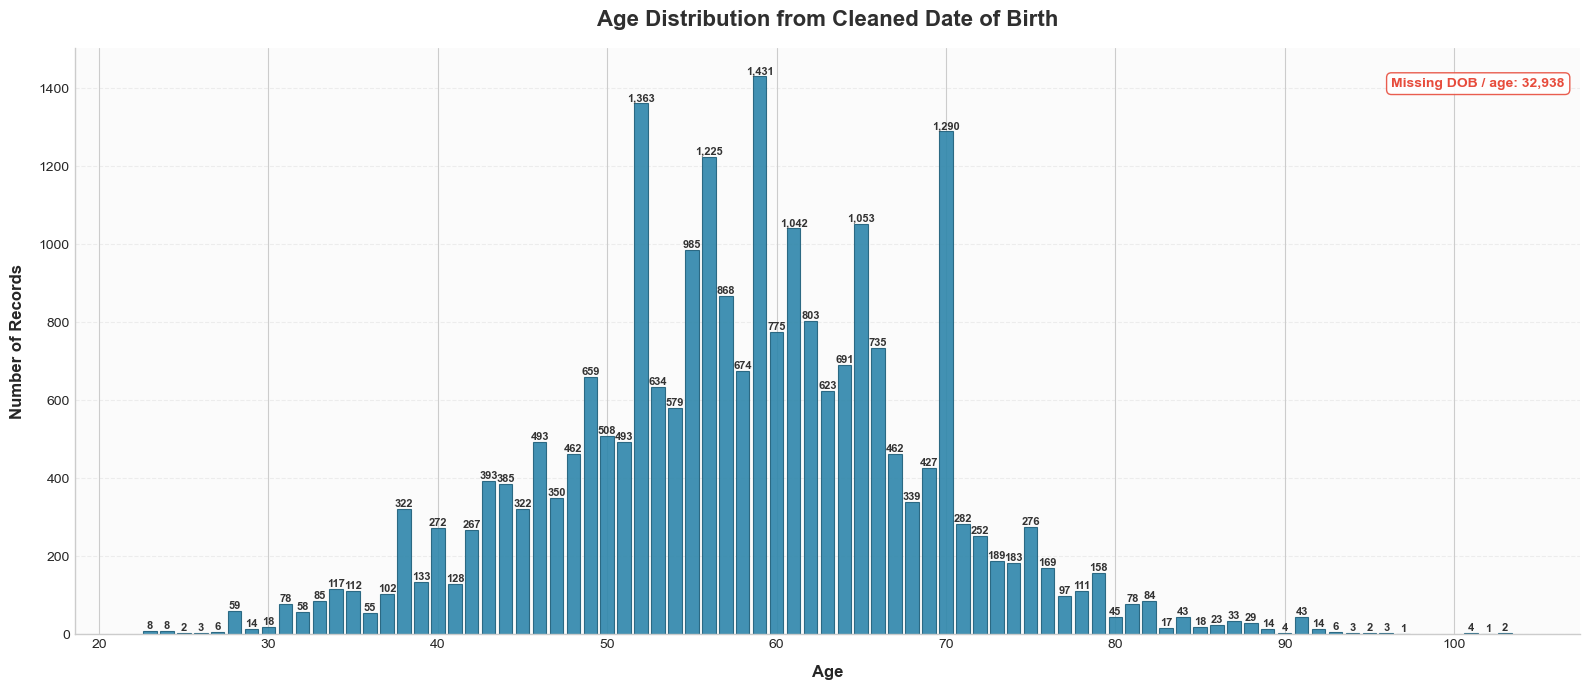 Age Distribution from Cleaned Date of Birth
Missing DOB / age: 32,938
Number of Records
1400
1200
1000
800
600
400
200
0
8 8 2 3 6 59 14 18 78 58 85 117 112 55 102 322 133 272 128 267 393 385 322 493 350 462 659 508 493 1,363 634 579 985 1,225 868 674 1,431 775 1,042 803 623 691 1,053 735 462 339 427 1,290 282 252 189 183 276 169 97 111 158 45 78 84 17 43 18 23 33 29 14 4 43 14 6 3 2 3 1 4 1 2
20 30 40 50 60 70 80 90 100
Age